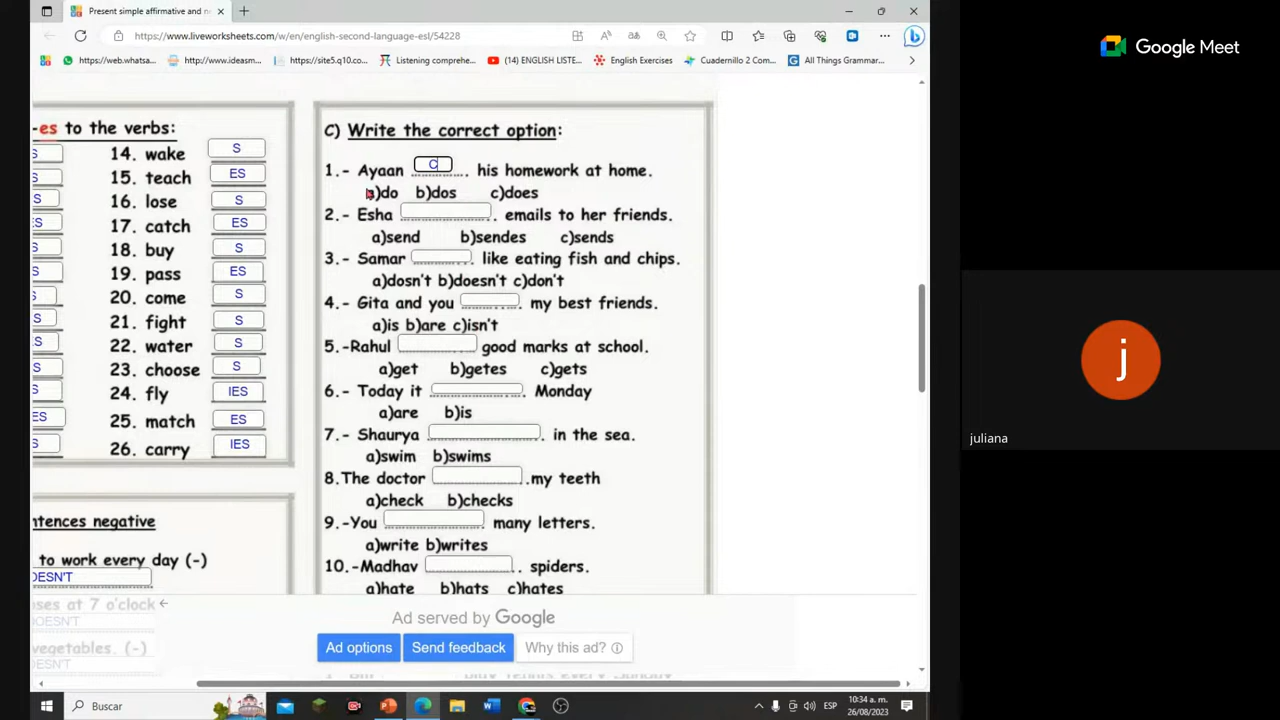 Present simple affirmative and ne
https://www.liveworksheets.com/w/en/english-second-language-esl/54228
https://web.whatsa...
http://www.ideasm...
https://site5.q10.co...
Listening comprehe...
(14) ENGLISH LISTE...
English Exercises
Cuadernillo 2 Com...
All Things Grammar...
Google Meet
-es to the verbs:
14. wake S
15. teach ES
16. lose S
17. catch ES
18. buy S
19. pass ES
20. come S
21. fight S
22. water S
23. choose S
24. fly IES
25. match ES
26. carry IES
ntences negative
to work every day (-)
OESN'T
oses at 7 o'clock
DOESN'T
vegetables. (-)
DOESN'T
C) Write the correct option:
1.- Ayaan C his homework at home.
a)do b)dos c)does
2.- Esha . emails to her friends.
a)send b)sendes c)sends
3.- Samar like eating fish and chips.
a)dosn't b)doesn't c)don't
4.- Gita and you my best friends.
a)is b)are c)isn't
5.-Rahul good marks at school.
a)get b)getes c)gets
6.- Today it . Monday
a)are b)is
7.- Shaurya . in the sea.
a)swim b)swims
8.The doctor .my teeth
a)check b)checks
9.-You many letters.
a)write b)writes
10.-Madhav .. spiders.
a)hate b)hats c)hates
Ad served by Google
Ad options Send feedback Why this ad?
j
juliana
Buscar
ESP
10:34 a. m.
26/08/2023